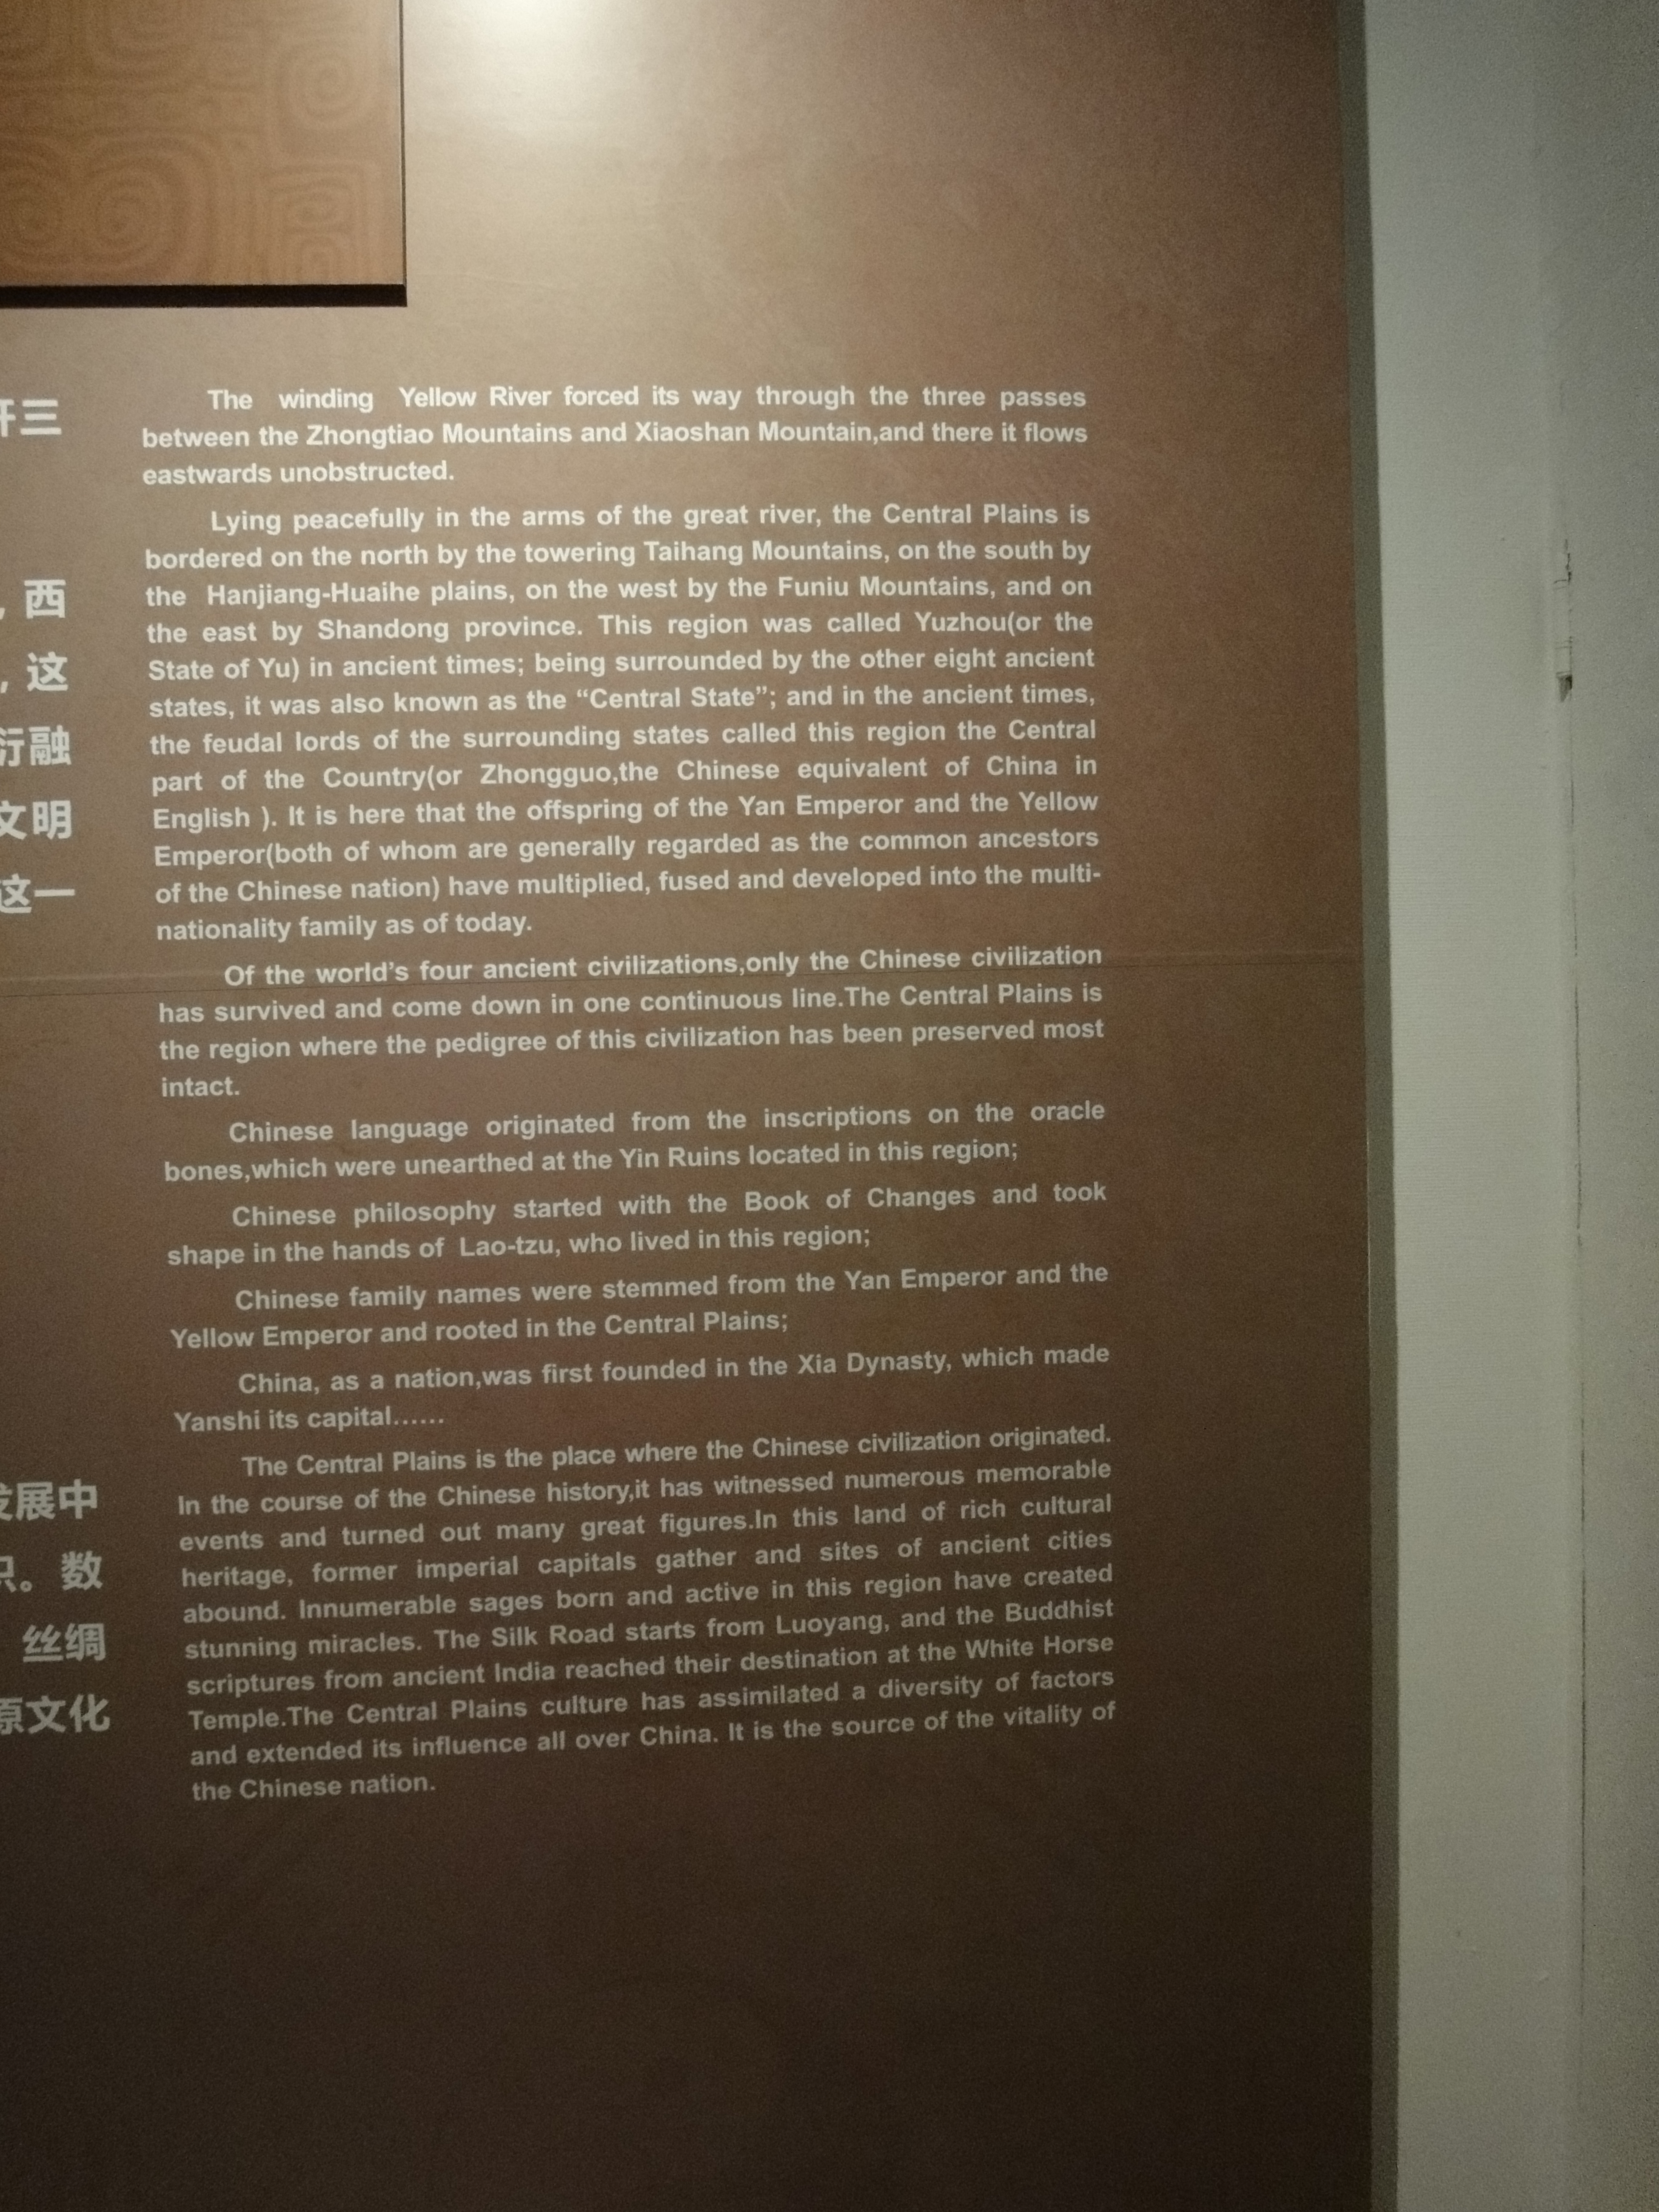 开三
, 西
, 这
衍融
文明
这一
发展中
识。数
丝绸
原文化
The winding Yellow River forced its way through the three passes
between the Zhongtiao Mountains and Xiaoshan Mountain,and there it flows
eastwards unobstructed.
Lying peacefully in the arms of the great river, the Central Plains is
bordered on the north by the towering Taihang Mountains, on the south by
the Hanjiang-Huaihe plains, on the west by the Funiu Mountains, and on
the east by Shandong province. This region was called Yuzhou(or the
State of Yu) in ancient times; being surrounded by the other eight ancient
states, it was also known as the “Central State”; and in the ancient times,
the feudal lords of the surrounding states called this region the Central
part of the Country(or Zhongguo,the Chinese equivalent of China in
English ). It is here that the offspring of the Yan Emperor and the Yellow
Emperor(both of whom are generally regarded as the common ancestors
of the Chinese nation) have multiplied, fused and developed into the multi-
nationality family as of today.
Of the world’s four ancient civilizations,only the Chinese civilization
has survived and come down in one continuous line.The Central Plains is
the region where the pedigree of this civilization has been preserved most
intact.
Chinese language originated from the inscriptions on the oracle
bones,which were unearthed at the Yin Ruins located in this region;
Chinese philosophy started with the Book of Changes and took
shape in the hands of Lao-tzu, who lived in this region;
Chinese family names were stemmed from the Yan Emperor and the
Yellow Emperor and rooted in the Central Plains;
China, as a nation,was first founded in the Xia Dynasty, which made
Yanshi its capital……
The Central Plains is the place where the Chinese civilization originated.
In the course of the Chinese history,it has witnessed numerous memorable
events and turned out many great figures.In this land of rich cultural
heritage, former imperial capitals gather and sites of ancient cities
abound. Innumerable sages born and active in this region have created
stunning miracles. The Silk Road starts from Luoyang, and the Buddhist
scriptures from ancient India reached their destination at the White Horse
Temple.The Central Plains culture has assimilated a diversity of factors
and extended its influence all over China. It is the source of the vitality of
the Chinese nation.